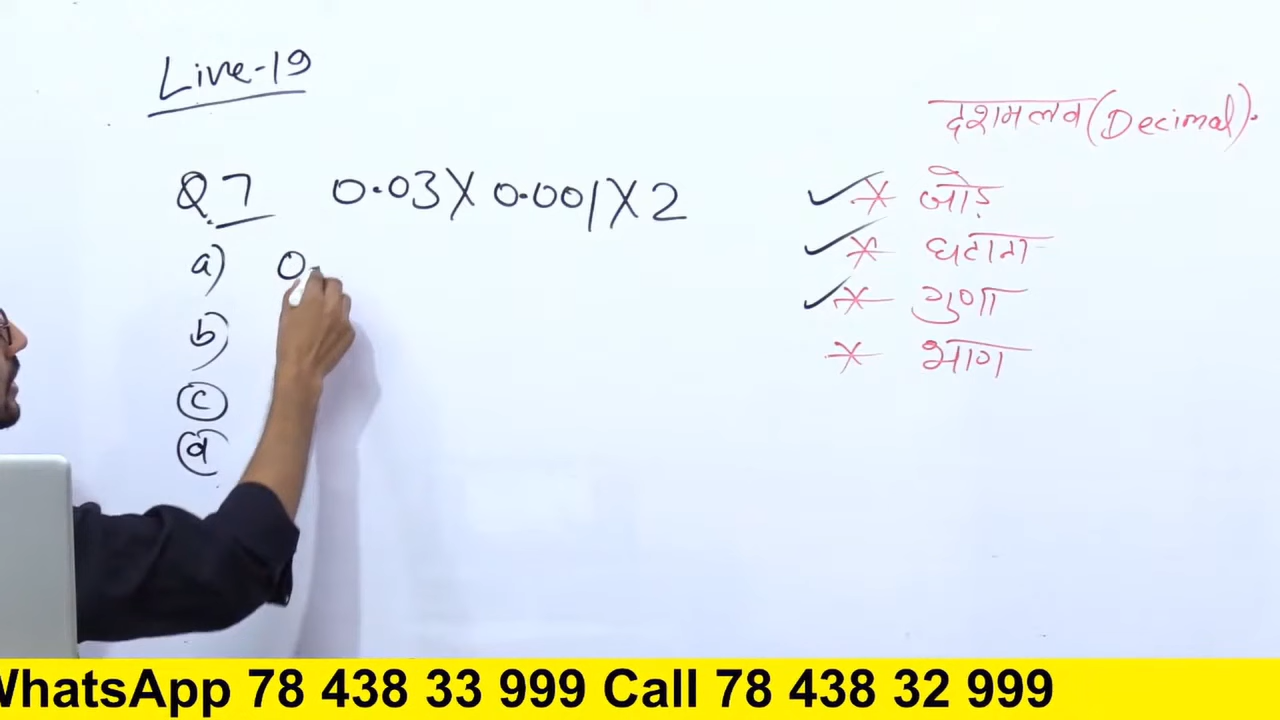 Live-19
दशमलव (Decimal).
Q7 0.03 X 0.001 X 2
a) 0.
b)
c
d
* जोड़
* घटाना
* गुणा
* भाग
WhatsApp 78 438 33 999 Call 78 438 32 999